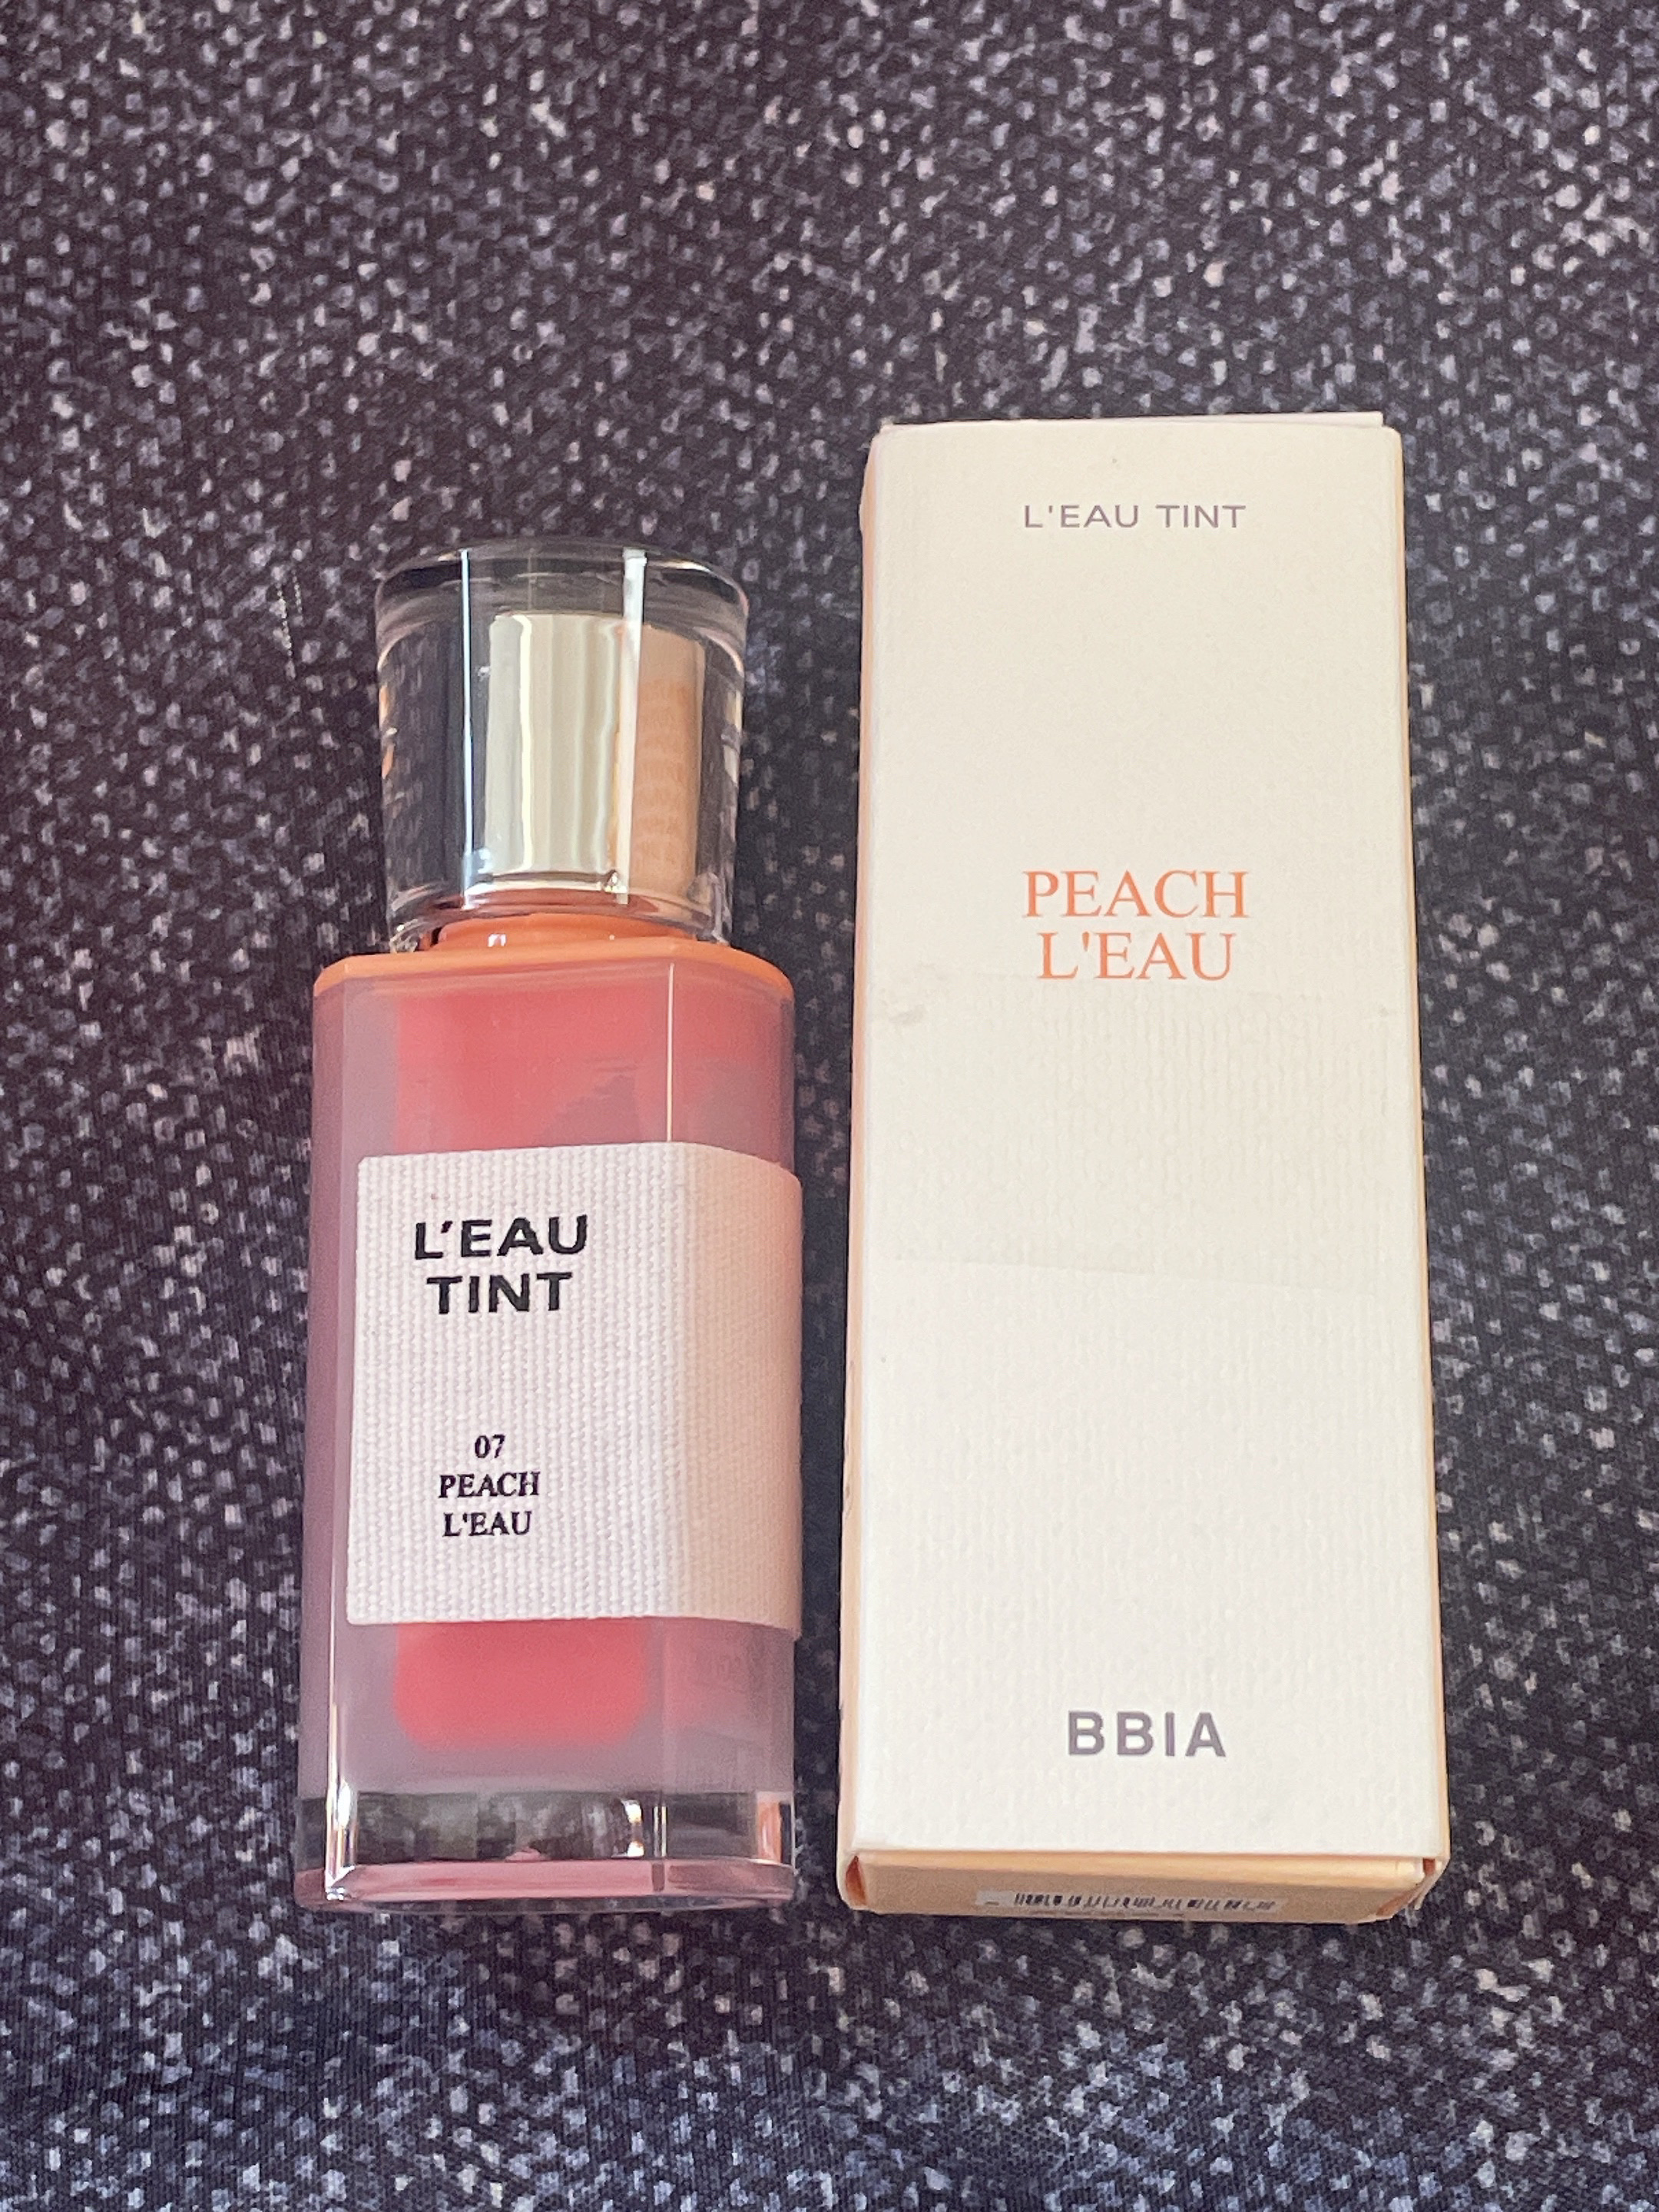 L'EAU
TINT
07
PEACH
L'EAU
L'EAU TINT
PEACH
L'EAU
BBIA